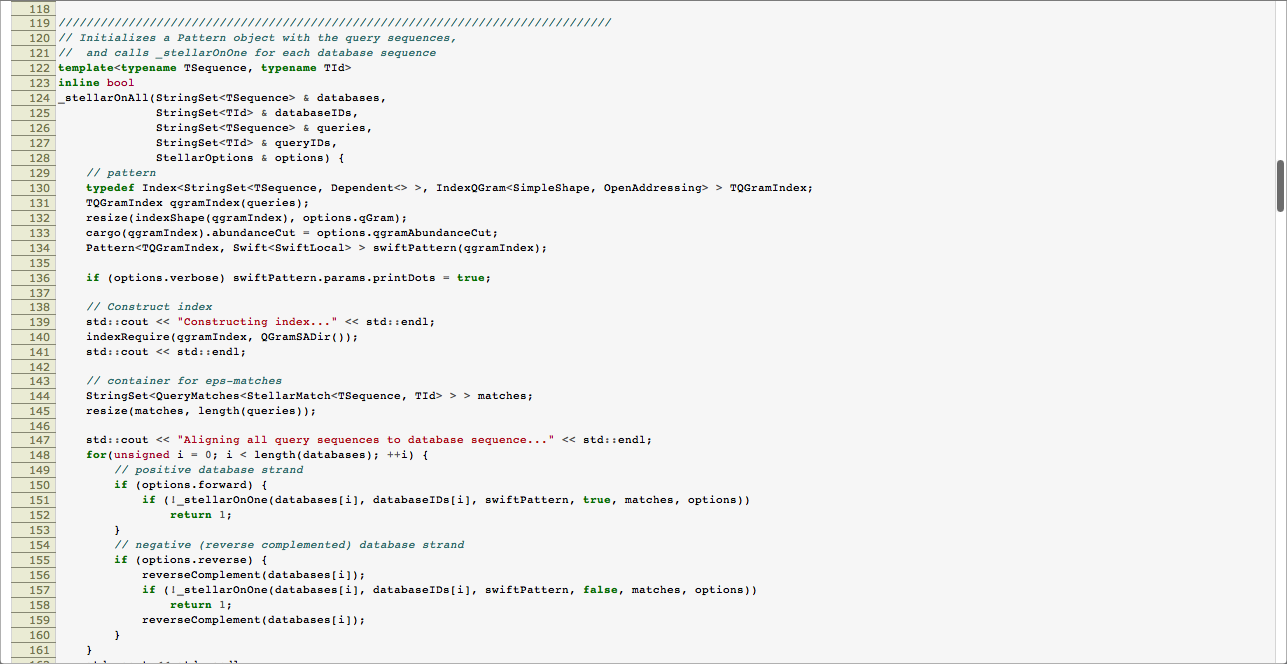 118
119 ///////////////////////////////////////////////////////////////////////////////
120 // Initializes a Pattern object with the query sequences,
121 //  and calls _stellarOnOne for each database sequence
122 template<typename TSequence, typename TId>
123 inline bool
124 _stellarOnAll(StringSet<TSequence> & databases,
125               StringSet<TId> & databaseIDs,
126               StringSet<TSequence> & queries,
127               StringSet<TId> & queryIDs,
128               StellarOptions & options) {
129     // pattern
130     typedef Index<StringSet<TSequence, Dependent<> >, IndexQGram<SimpleShape, OpenAddressing> > TQGramIndex;
131     TQGramIndex qgramIndex(queries);
132     resize(indexShape(qgramIndex), options.qGram);
133     cargo(qgramIndex).abundanceCut = options.qgramAbundanceCut;
134     Pattern<TQGramIndex, Swift<SwiftLocal> > swiftPattern(qgramIndex);
135
136     if (options.verbose) swiftPattern.params.printDots = true;
137
138     // Construct index
139     std::cout << "Constructing index..." << std::endl;
140     indexRequire(qgramIndex, QGramSADir());
141     std::cout << std::endl;
142
143     // container for eps-matches
144     StringSet<QueryMatches<StellarMatch<TSequence, TId> > > matches;
145     resize(matches, length(queries));
146
147     std::cout << "Aligning all query sequences to database sequence..." << std::endl;
148     for(unsigned i = 0; i < length(databases); ++i) {
149         // positive database strand
150         if (options.forward) {
151             if (!_stellarOnOne(databases[i], databaseIDs[i], swiftPattern, true, matches, options))
152                 return 1;
153         }
154         // negative (reverse complemented) database strand
155         if (options.reverse) {
156             reverseComplement(databases[i]);
157             if (!_stellarOnOne(databases[i], databaseIDs[i], swiftPattern, false, matches, options))
158                 return 1;
159             reverseComplement(databases[i]);
160         }
161     }